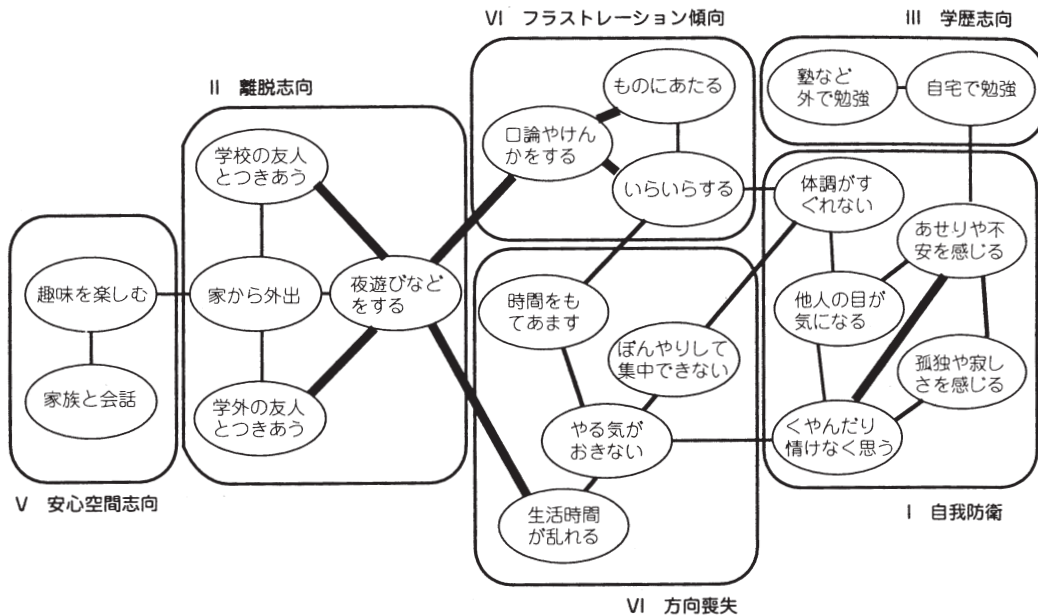 VI フラストレーション傾向
III 学歴志向
II 離脱志向
ものにあたる
塾など
外で勉強
自宅で勉強
口論やけん
かをする
学校の友人
とつきあう
いらいらする
体調がす
ぐれない
あせりや不
安を感じる
趣味を楽しむ
家から外出
夜遊びなど
をする
時間をも
てあます
他人の目が
気になる
ぼんやりして
集中できない
孤独や寂し
さを感じる
家族と会話
学外の友人
とつきあう
やる気が
おきない
くやんだり
情けなく思う
生活時間
が乱れる
V 安心空間志向
I 自我防衛
VI 方向喪失